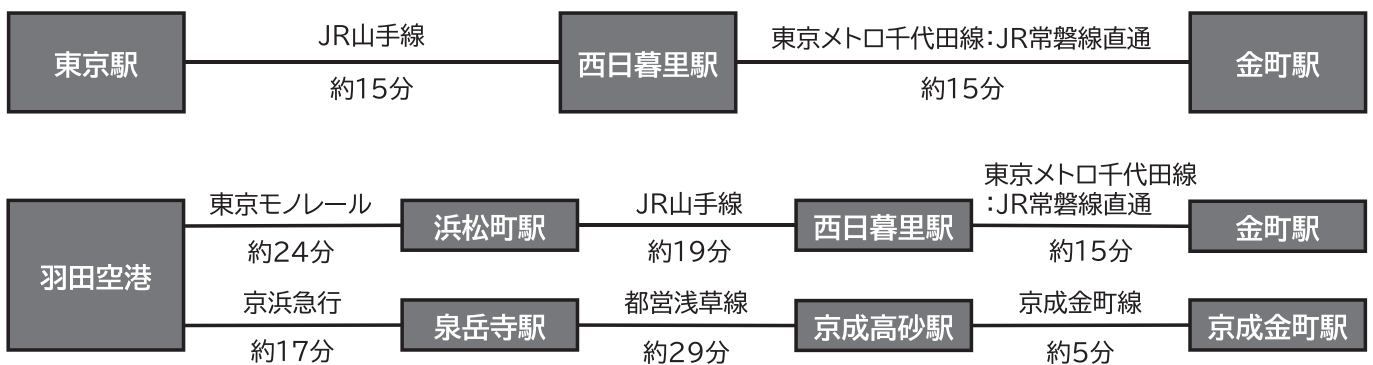 東京駅
JR山手線
約15分
西日暮里駅
東京メトロ千代田線：JR常磐線直通
約15分
金町駅
羽田空港
東京モノレール
約24分
浜松町駅
JR山手線
約19分
西日暮里駅
東京メトロ千代田線
：JR常磐線直通
約15分
金町駅
京浜急行
約17分
泉岳寺駅
都営浅草線
約29分
京成高砂駅
京成金町線
約5分
京成金町駅